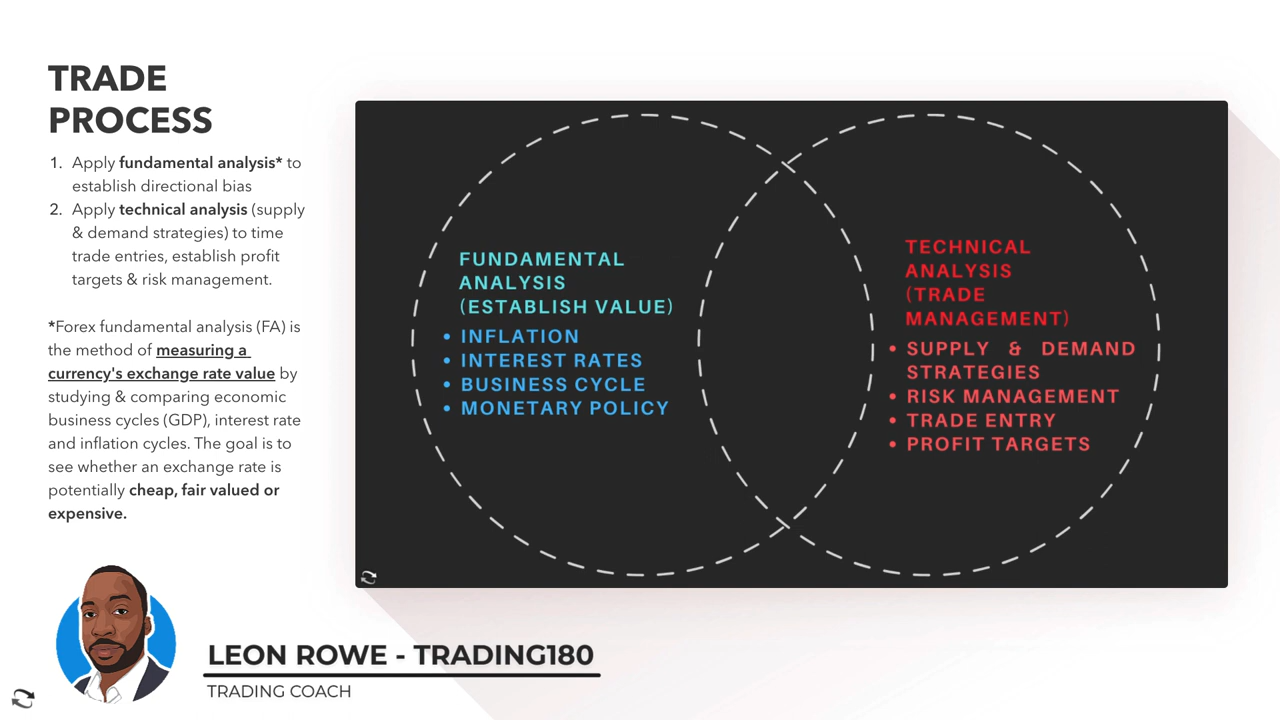 TRADE
PROCESS
1. Apply fundamental analysis* to
establish directional bias
2. Apply technical analysis (supply
& demand strategies) to time
trade entries, establish profit
targets & risk management.
*Forex fundamental analysis (FA) is
the method of measuring a
currency's exchange rate value by
studying & comparing economic
business cycles (GDP), interest rate
and inflation cycles. The goal is to
see whether an exchange rate is
potentially cheap, fair valued or
expensive.
FUNDAMENTAL
ANALYSIS
(ESTABLISH VALUE)
• INFLATION
• INTEREST RATES
• BUSINESS CYCLE
• MONETARY POLICY
TECHNICAL
ANALYSIS
(TRADE
MANAGEMENT)
• SUPPLY & DEMAND
STRATEGIES
• RISK MANAGEMENT
• TRADE ENTRY
• PROFIT TARGETS
LEON ROWE - TRADING180
TRADING COACH